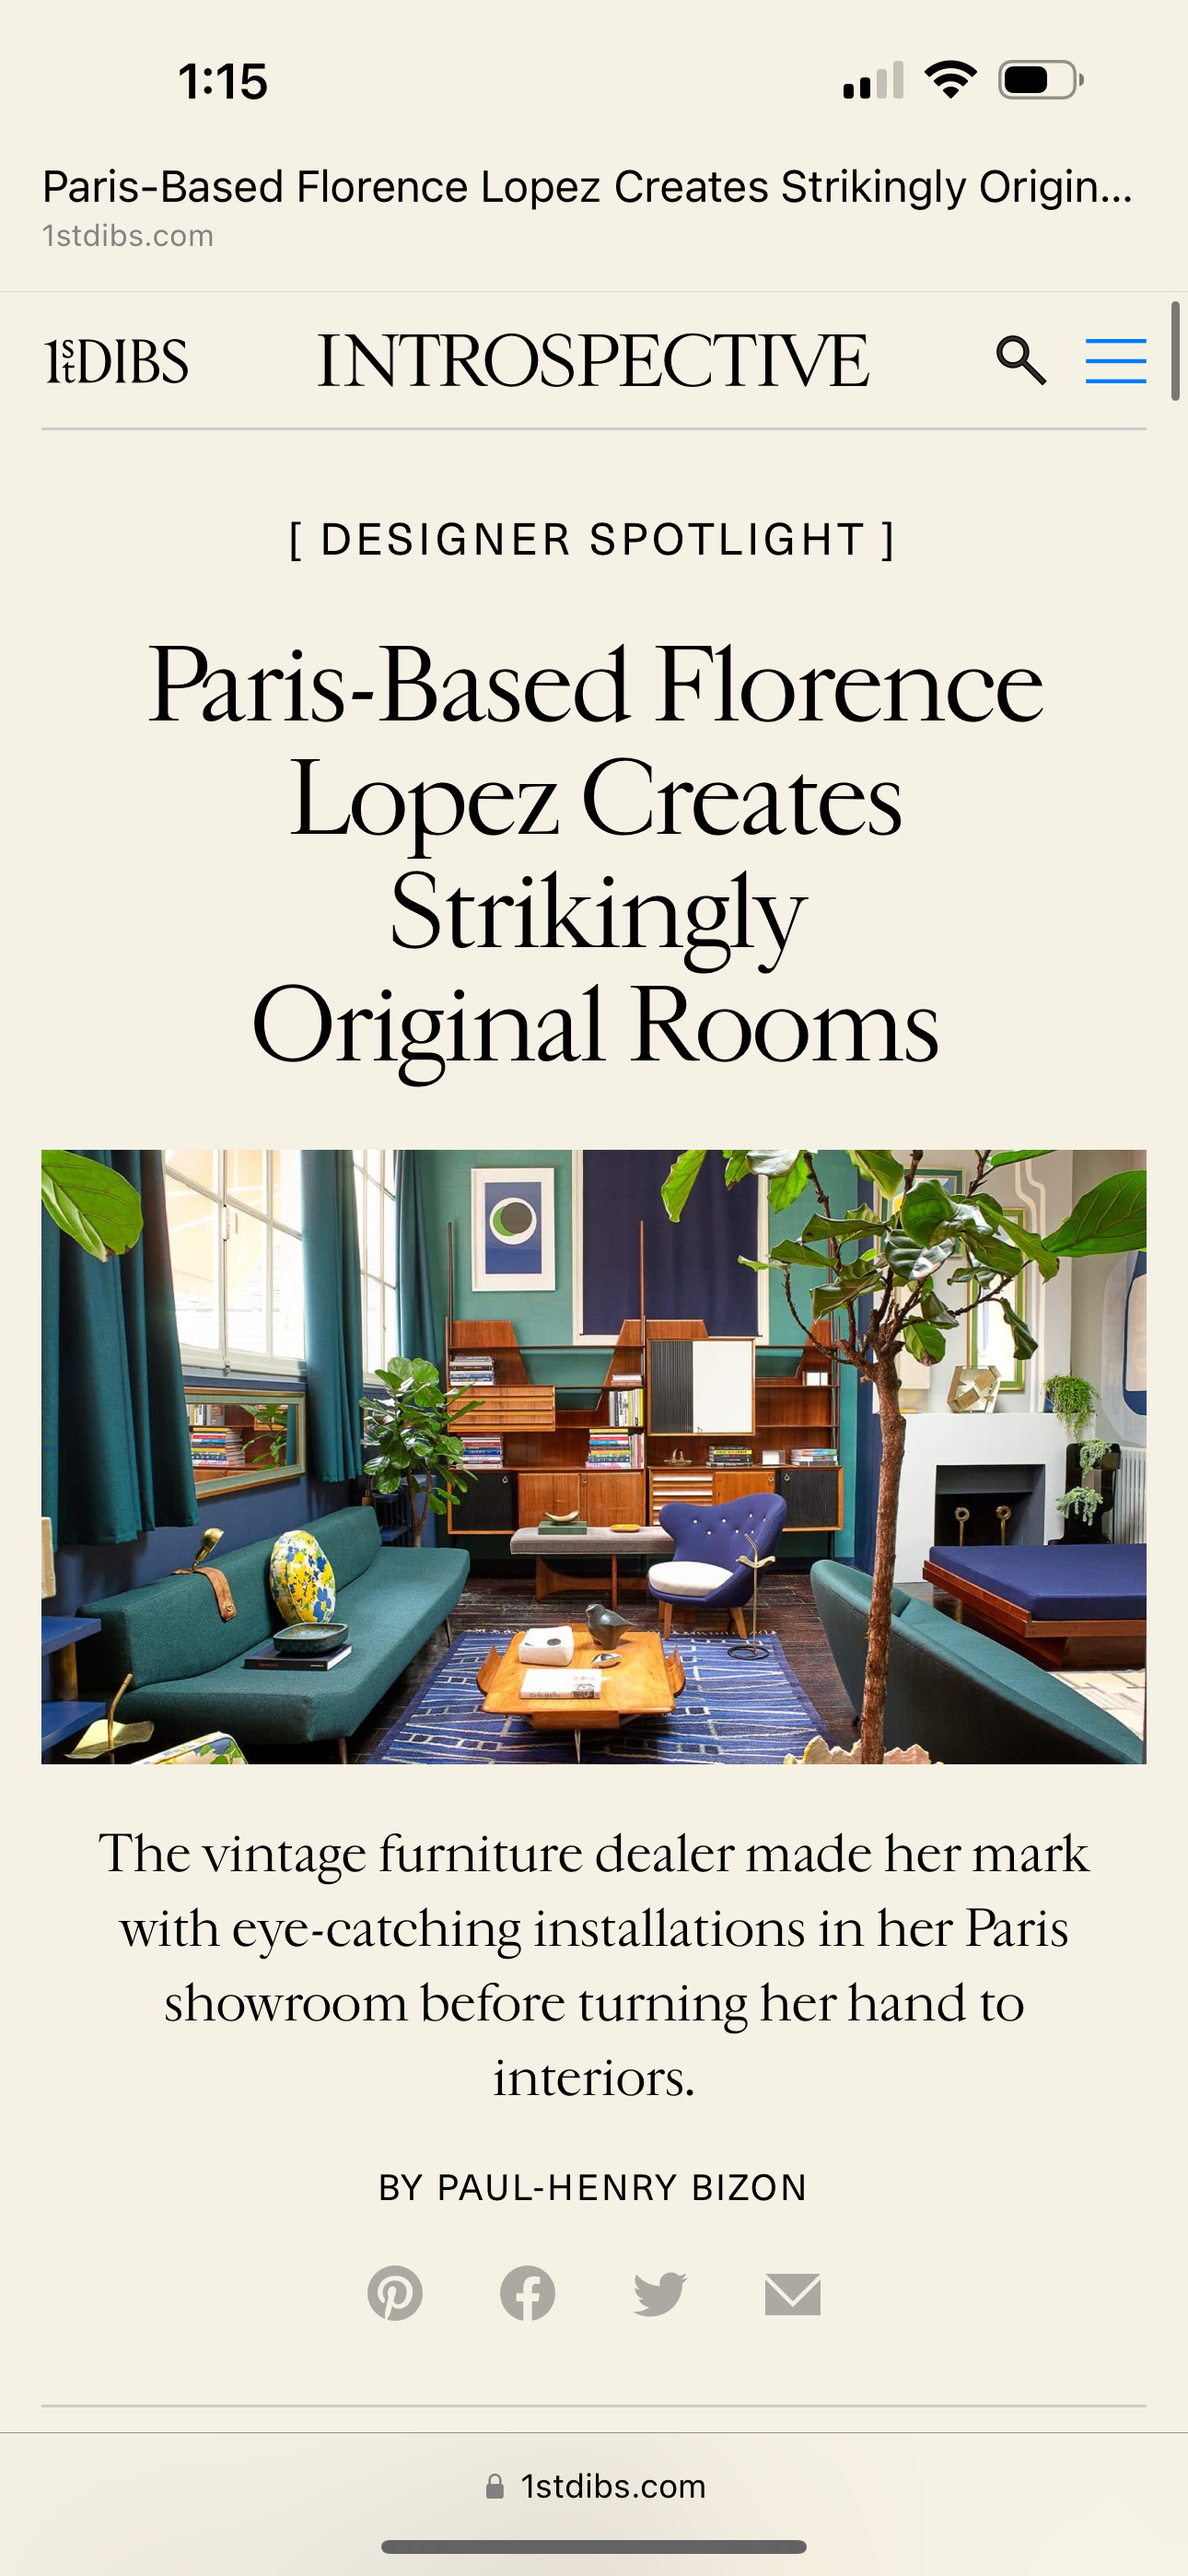 1:15
Paris-Based Florence Lopez Creates Strikingly Origin...
1stdibs.com
1stDIBS
INTROSPECTIVE
[ DESIGNER SPOTLIGHT ]
Paris-Based Florence
Lopez Creates
Strikingly
Original Rooms
The vintage furniture dealer made her mark
with eye-catching installations in her Paris
showroom before turning her hand to
interiors.
BY PAUL-HENRY BIZON
1stdibs.com